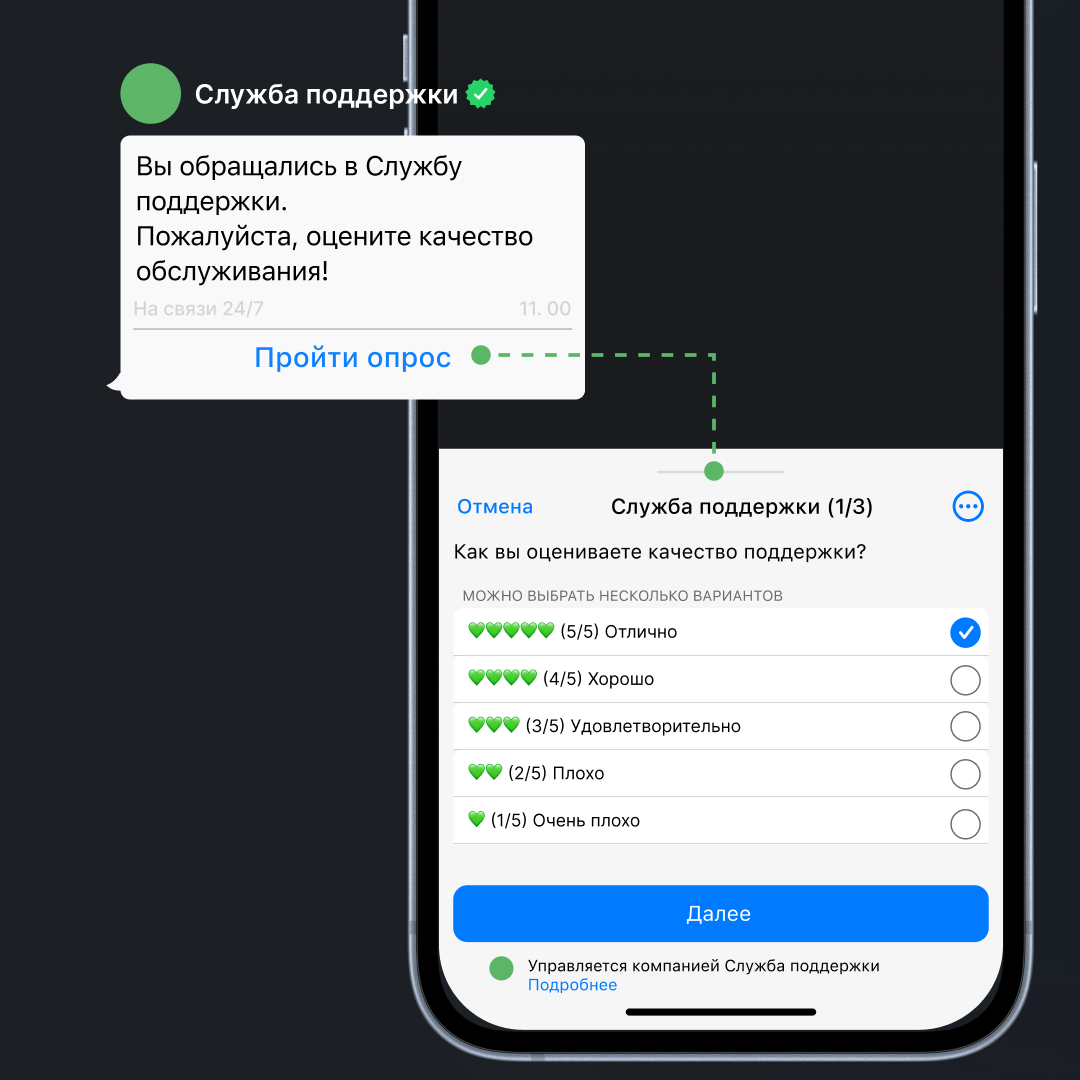 Служба поддержки
Вы обращались в Службу
поддержки.
Пожалуйста, оцените качество
обслуживания!
На связи 24/7 11. 00
Пройти опрос
Отмена Служба поддержки (1/3)
Как вы оцениваете качество поддержки?
МОЖНО ВЫБРАТЬ НЕСКОЛЬКО ВАРИАНТОВ
💚💚💚💚💚 (5/5) Отлично
💚💚💚💚 (4/5) Хорошо
💚💚💚 (3/5) Удовлетворительно
💚💚 (2/5) Плохо
💚 (1/5) Очень плохо
Далее
Управляется компанией Служба поддержки
Подробнее